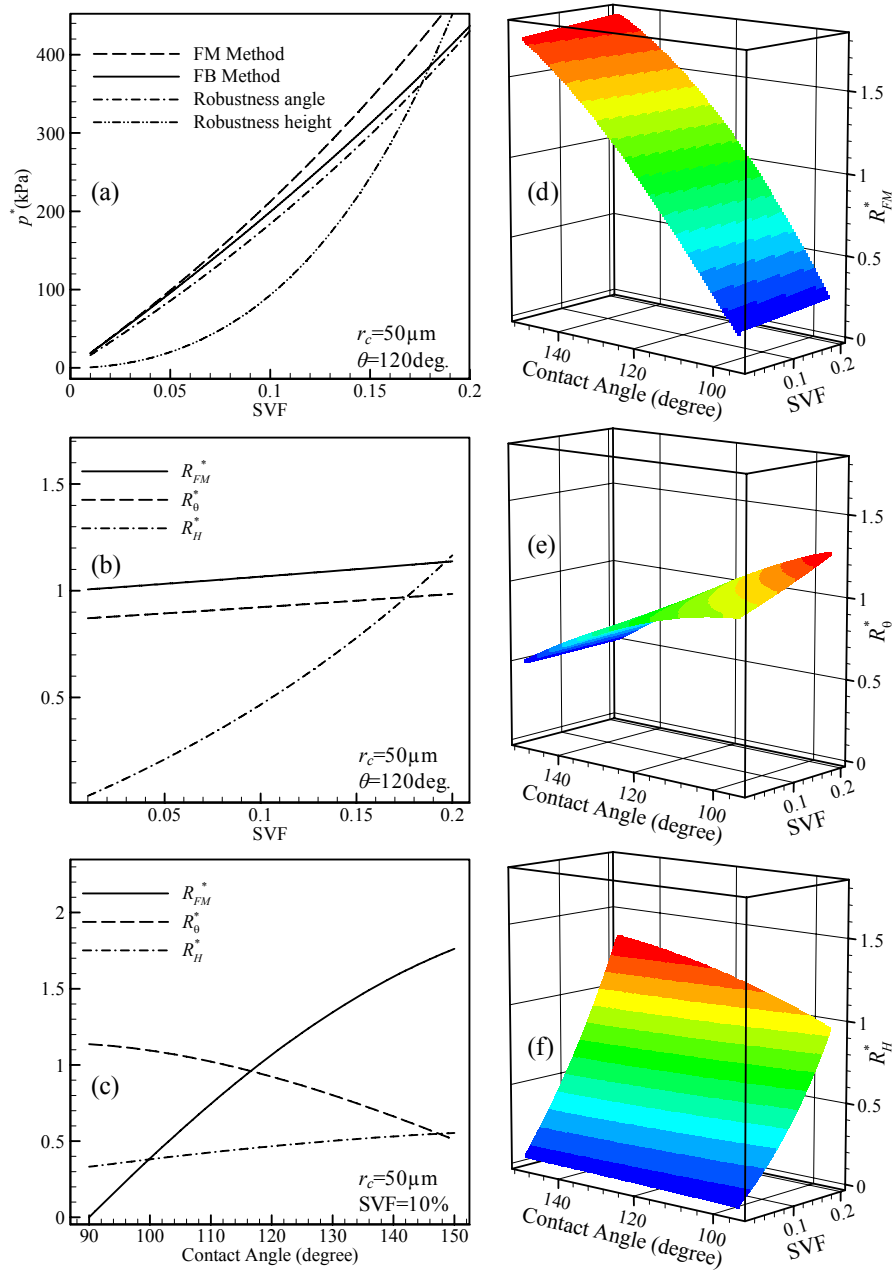 400
300
200
100
0
p*(kPa)
FM Method
FB Method
Robustness angle
Robustness height
(a)
r_c=50µm
θ=120deg.
0
0.05
0.1
0.15
0.2
SVF
(d)
1.5
1
0.5
0
R*_FM
140
120
100
Contact Angle (degree)
0.1
0.2
SVF
1.5
1
0.5
R_FM*
R_θ*
R_H*
(b)
r_c=50µm
θ=120deg.
0.05
0.1
0.15
0.2
SVF
(e)
1.5
1
0.5
0
R*_θ
140
120
100
Contact Angle (degree)
0.1
0.2
SVF
2
1.5
1
0.5
0
R_FM*
R_θ*
R_H*
(c)
r_c=50µm
SVF=10%
90
100
110
120
130
140
150
Contact Angle (degree)
(f)
1.5
1
0.5
0
R*_H
140
120
100
Contact Angle (degree)
0.1
0.2
SVF